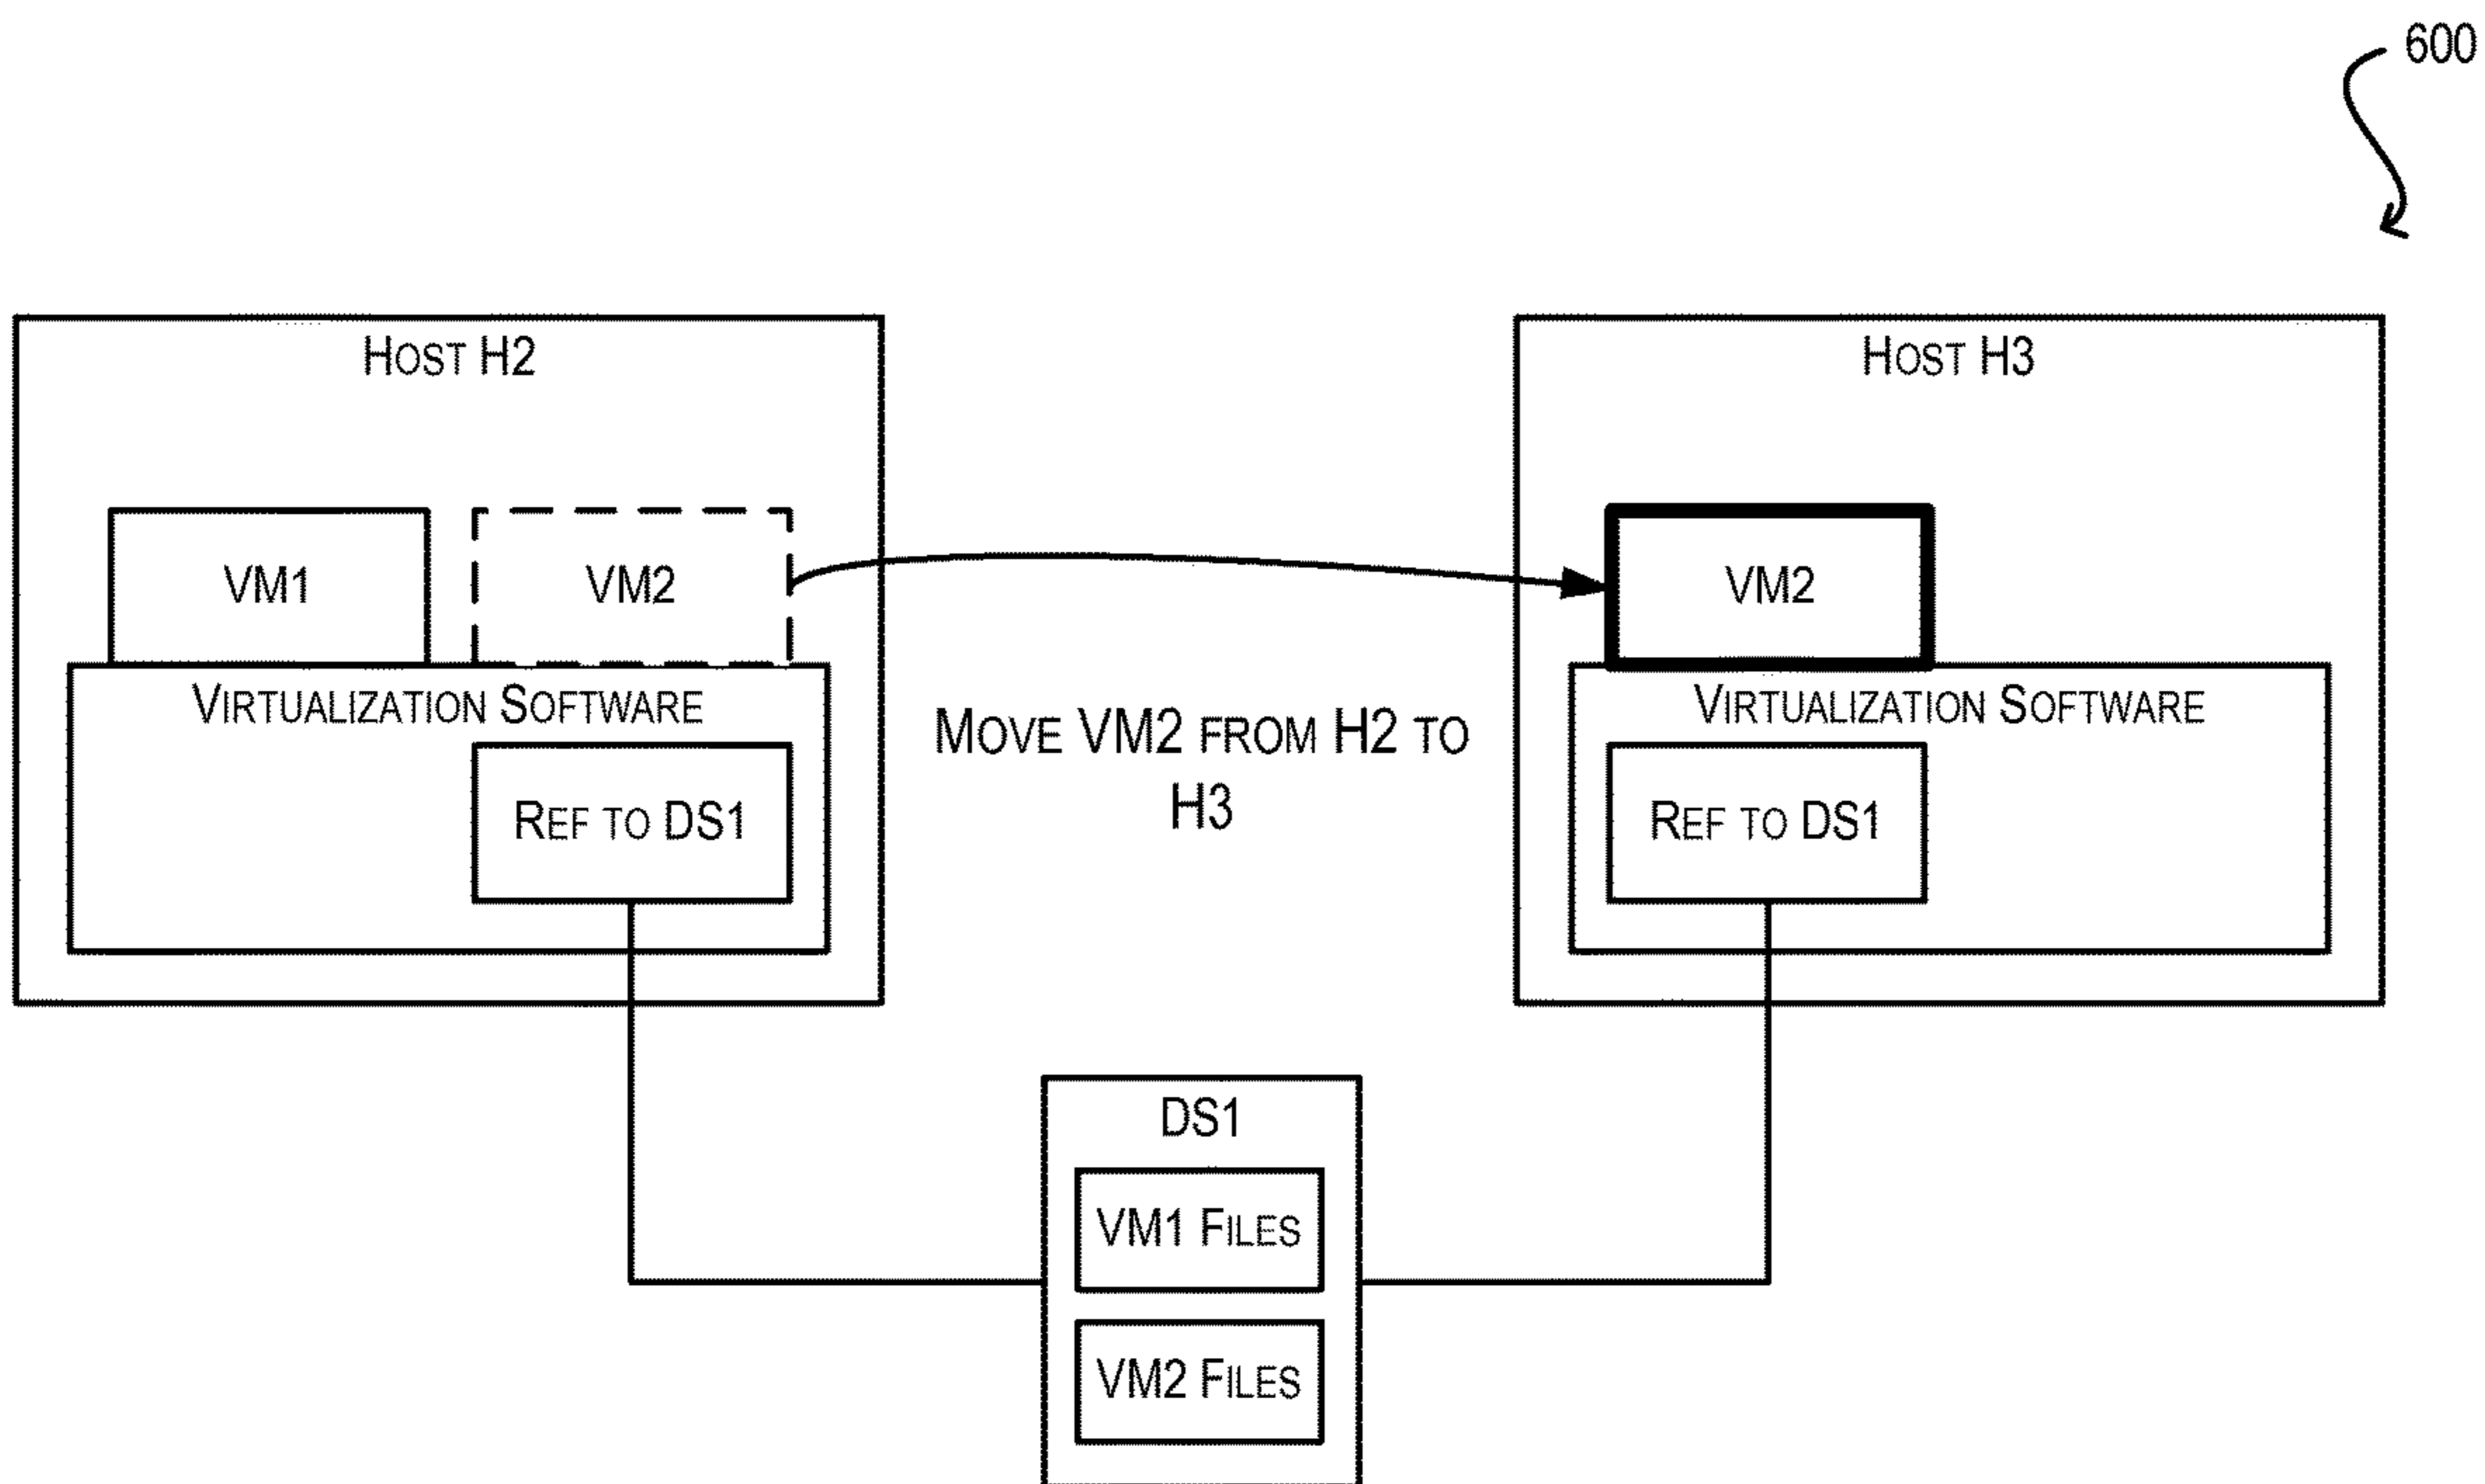 600
Host H2
Host H3
VM1
VM2
VM2
Virtualization Software
Virtualization Software
Move VM2 from H2 to
H3
Ref to DS1
Ref to DS1
DS1
VM1 Files
VM2 Files